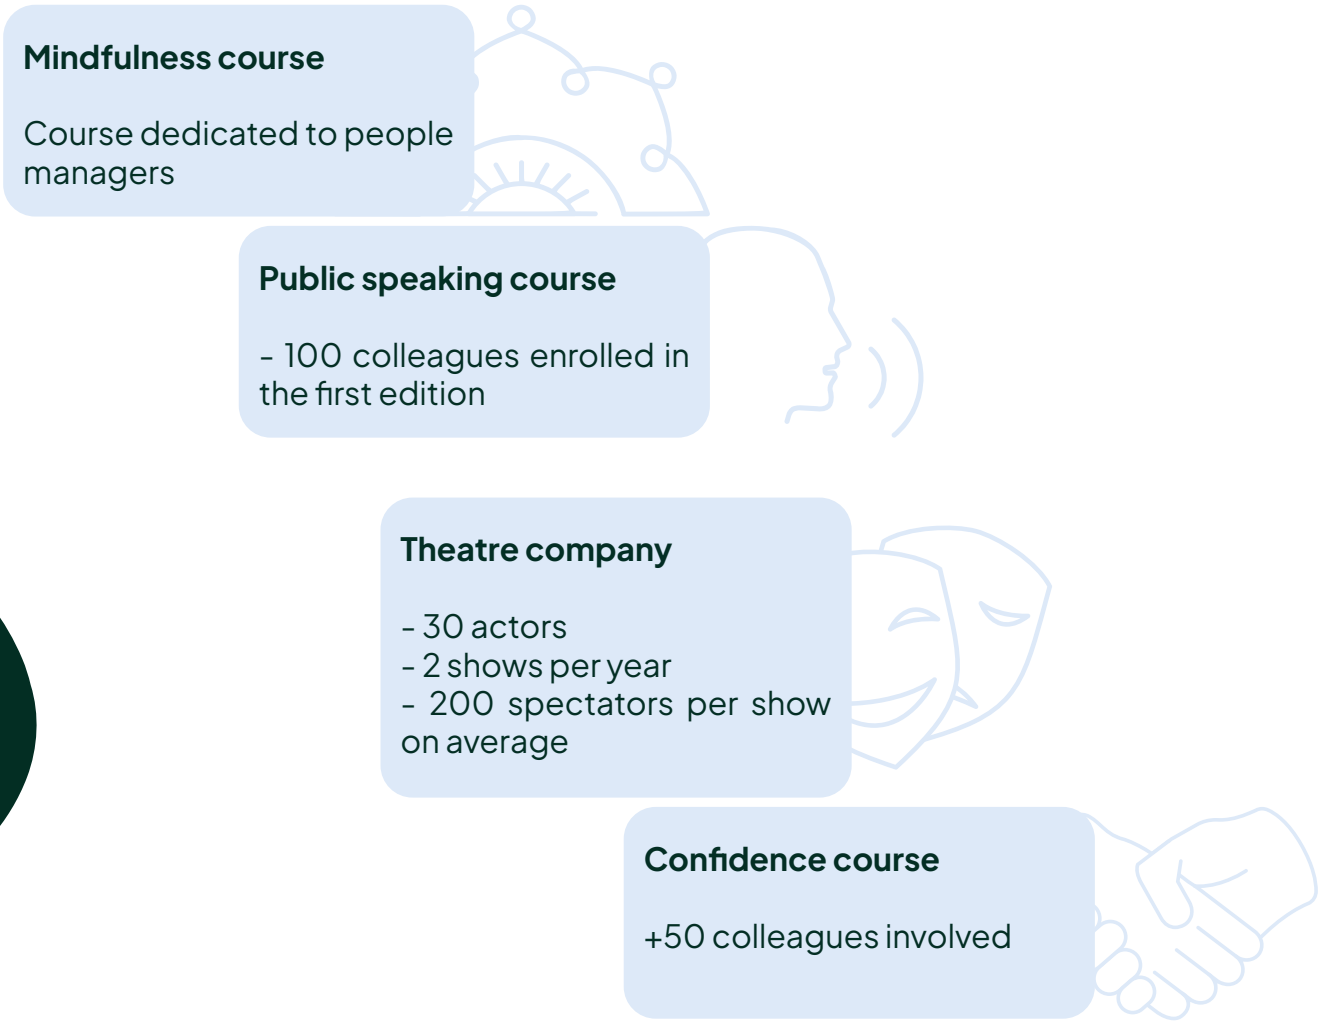 Mindfulness course
Course dedicated to people
managers
Public speaking course
- 100 colleagues enrolled in
the first edition
Theatre company
- 30 actors
- 2 shows per year
- 200 spectators per show
on average
Confidence course
+50 colleagues involved